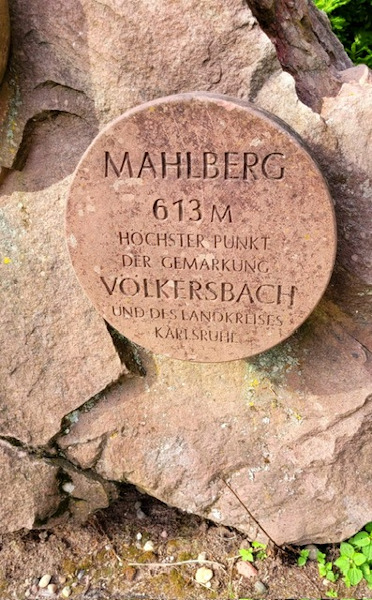 MAHLBERG
613 M
HÖCHSTER PUNKT
DER GEMARKUNG
VÖLKERSBACH
UND DES LANDKREISES
KARLSRUHE